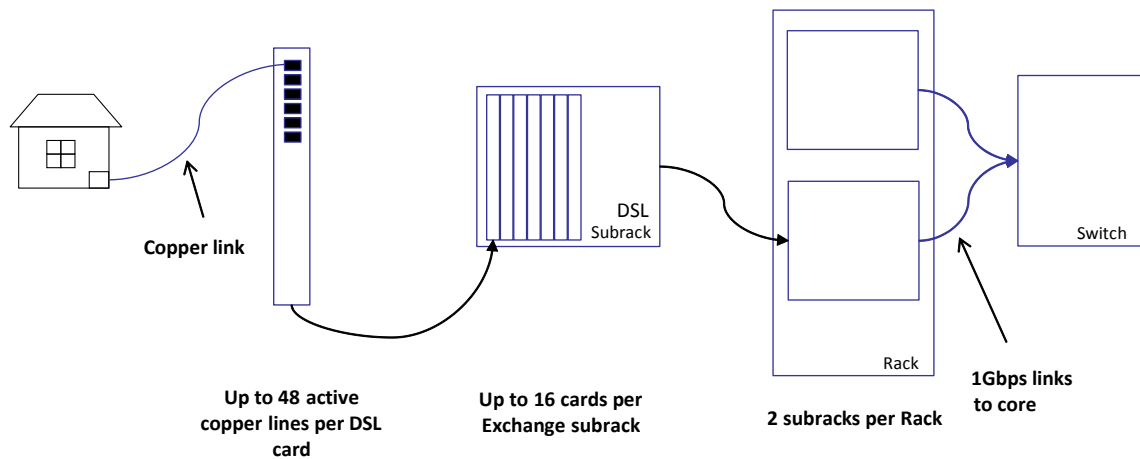 Copper link
DSL
Subrack
Switch
Rack
Up to 48 active
copper lines per DSL
card
Up to 16 cards per
Exchange subrack
2 subracks per Rack
1Gbps links
to core